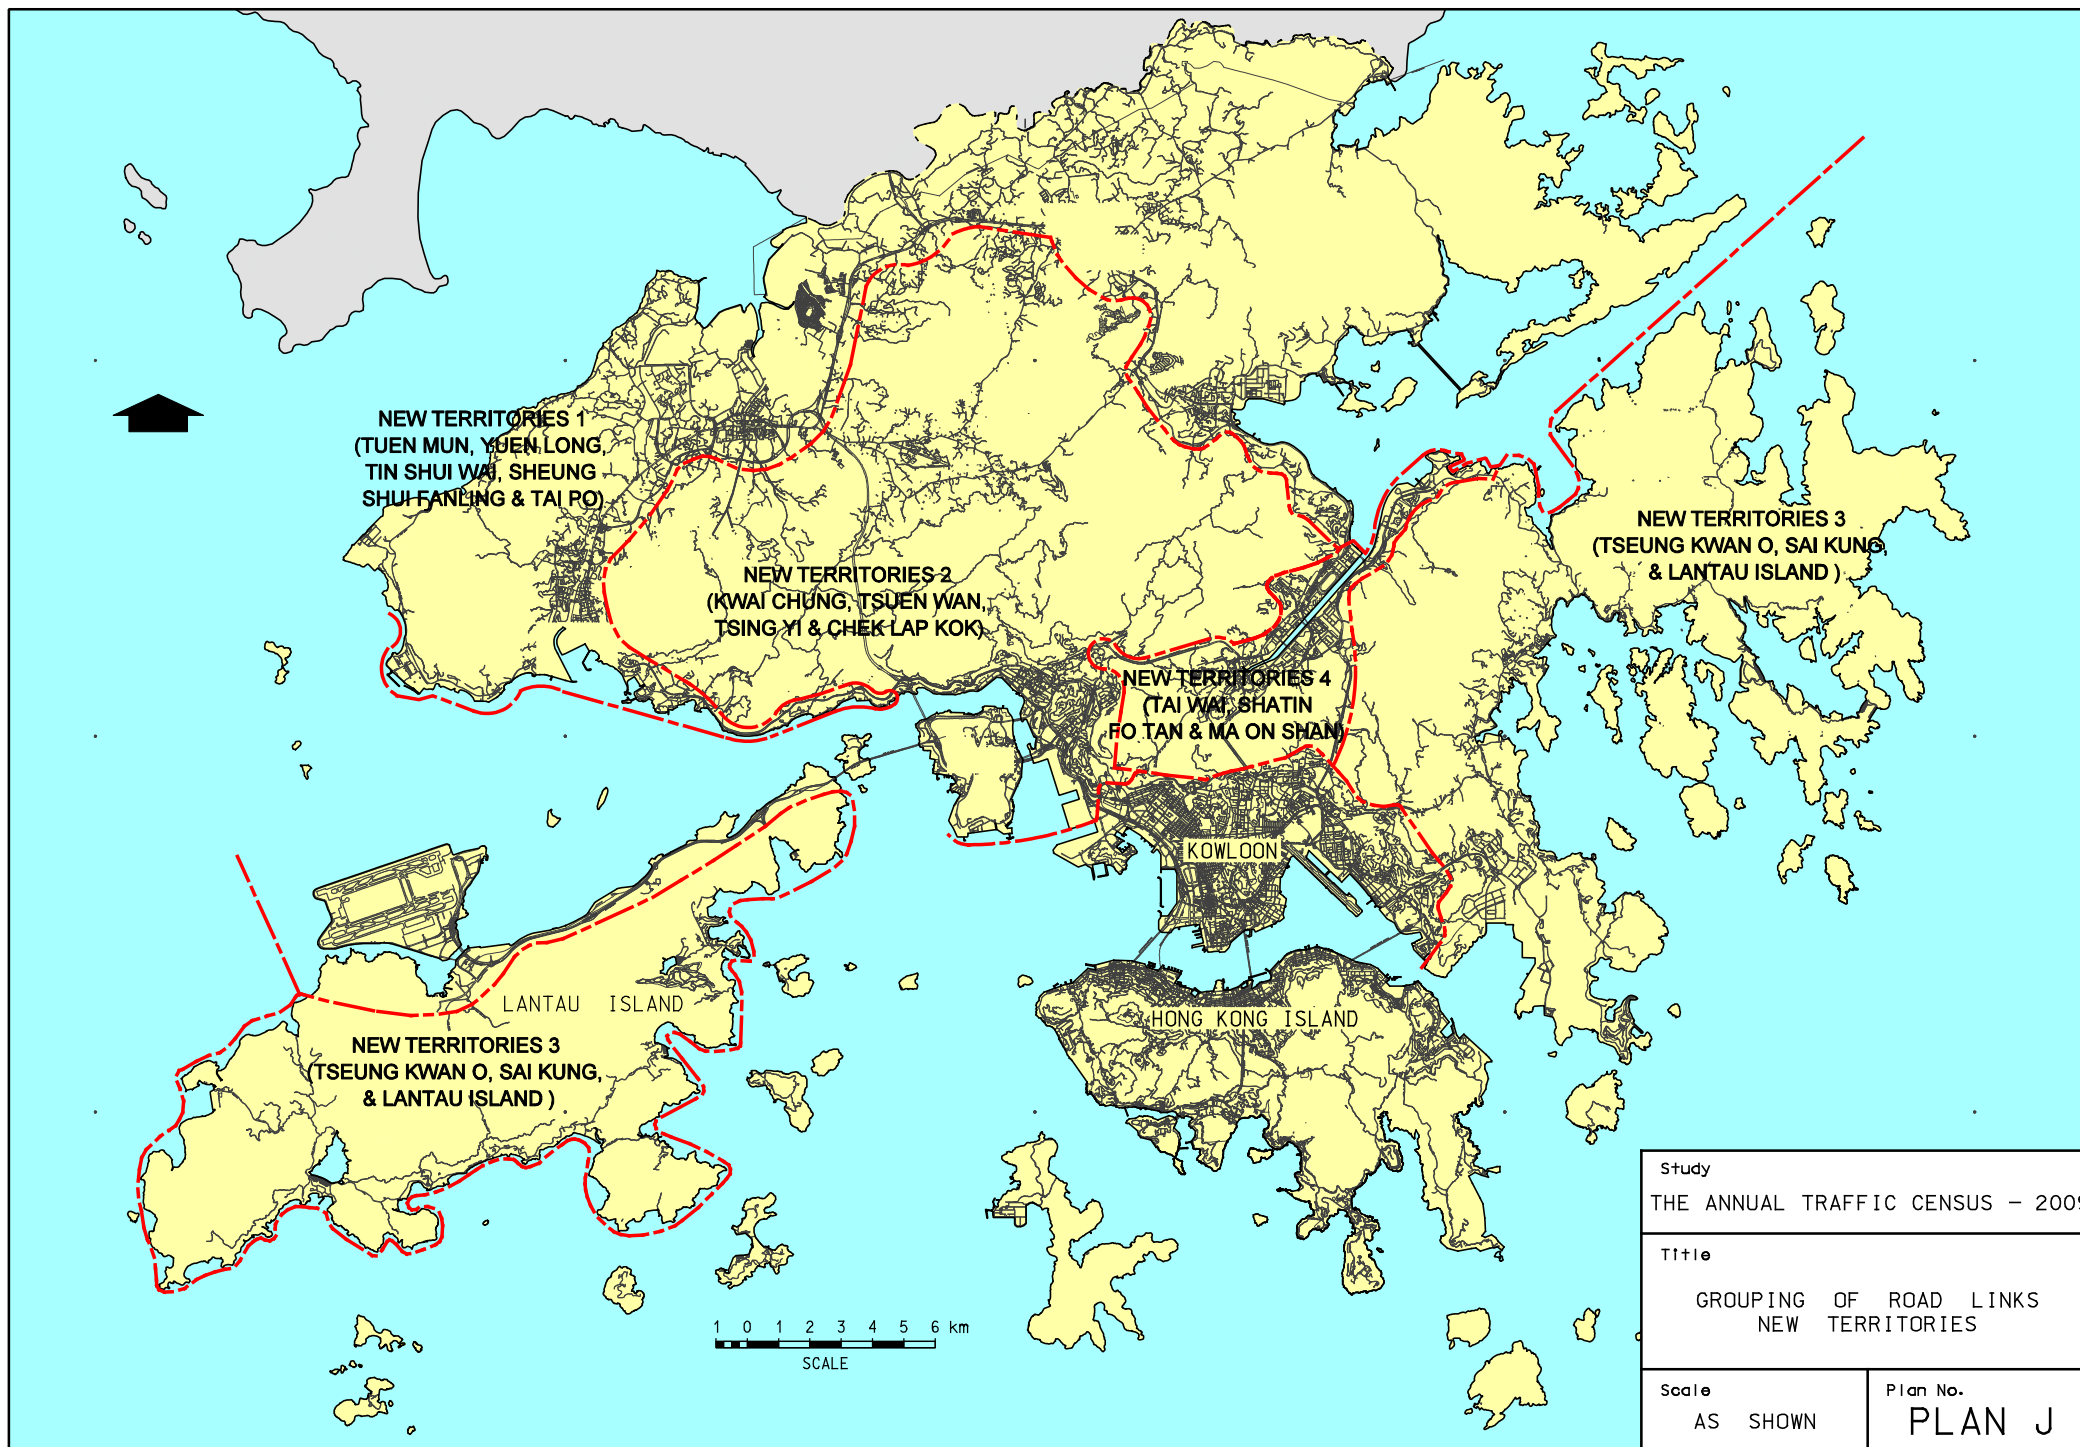 NEW TERRITORIES 1
(TUEN MUN, YUEN LONG,
TIN SHUI WAI, SHEUNG
SHUI FANLING & TAI PO)
NEW TERRITORIES 2
(KWAI CHUNG, TSUEN WAN,
TSING YI & CHEK LAP KOK)
NEW TERRITORIES 3
(TSEUNG KWAN O, SAI KUNG,
& LANTAU ISLAND )
NEW TERRITORIES 4
(TAI WAI, SHATIN
FO TAN & MA ON SHAN)
KOWLOON
LANTAU ISLAND
HONG KONG ISLAND
NEW TERRITORIES 3
(TSEUNG KWAN O, SAI KUNG,
& LANTAU ISLAND )
1 0 1 2 3 4 5 6 km
SCALE
Study
THE ANNUAL TRAFFIC CENSUS - 2009
Title
GROUPING OF ROAD LINKS
NEW TERRITORIES
Scale
AS SHOWN
Plan No.
PLAN J